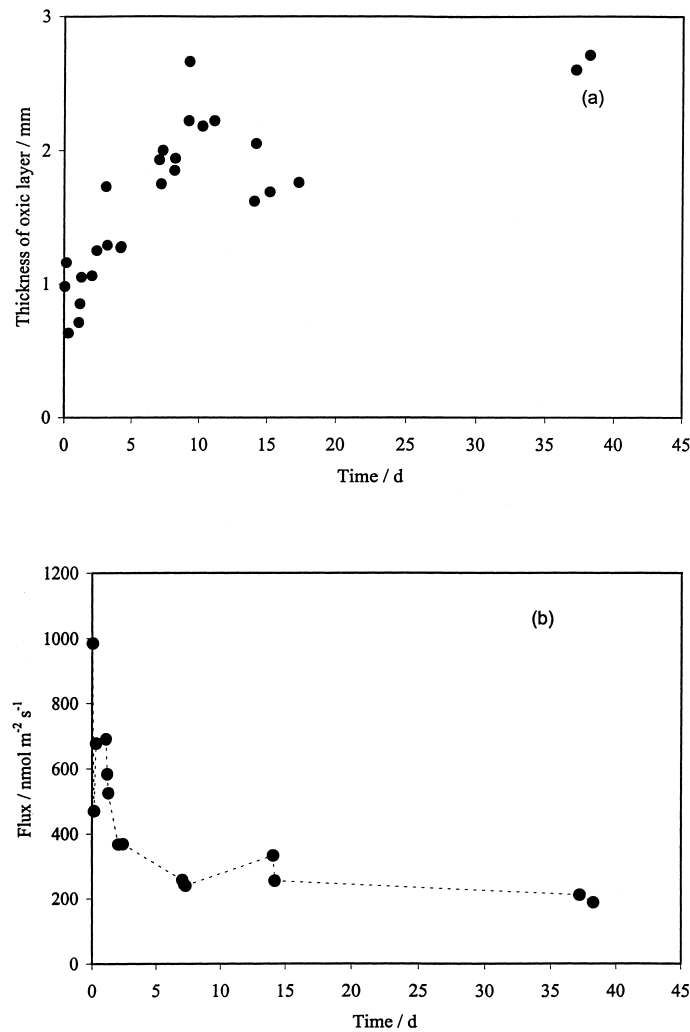 3
(a)
2
1
0
Thickness of oxic layer / mm
0 5 10 15 20 25 30 35 40 45
Time / d
1200
(b)
1000
800
600
400
200
0
Flux / nmol m⁻² s⁻¹
0 5 10 15 20 25 30 35 40 45
Time / d